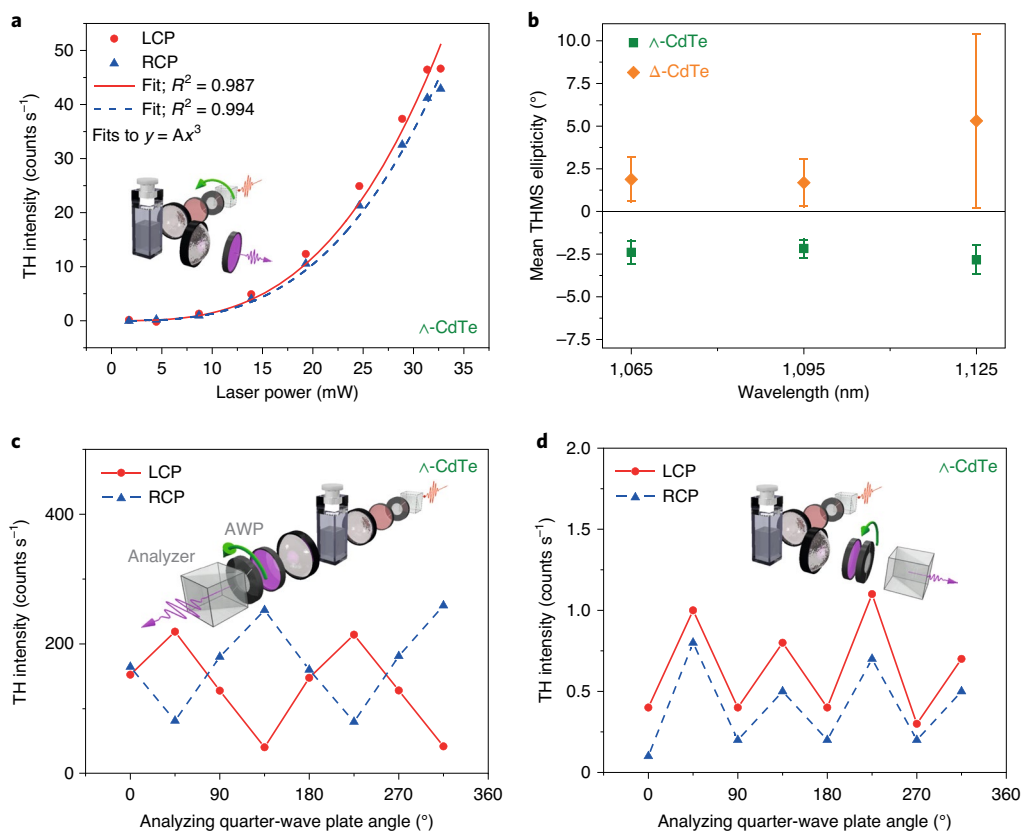 a
LCP
RCP
Fit; R² = 0.987
Fit; R² = 0.994
Fits to y = Ax³
TH intensity (counts s⁻¹)
50
40
30
20
10
0
0 5 10 15 20 25 30 35
Laser power (mW)
Λ-CdTe
b
Λ-CdTe
Δ-CdTe
Mean THMS ellipticity (°)
10.0
7.5
5.0
2.5
0
−2.5
−5.0
−7.5
1,065 1,095 1,125
Wavelength (nm)
c
LCP
RCP
Λ-CdTe
AWP
Analyzer
TH intensity (counts s⁻¹)
400
200
0
0 90 180 270 360
Analyzing quarter-wave plate angle (°)
d
LCP
RCP
Λ-CdTe
TH intensity (counts s⁻¹)
2.0
1.5
1.0
0.5
0
0 90 180 270 360
Analyzing quarter-wave plate angle (°)